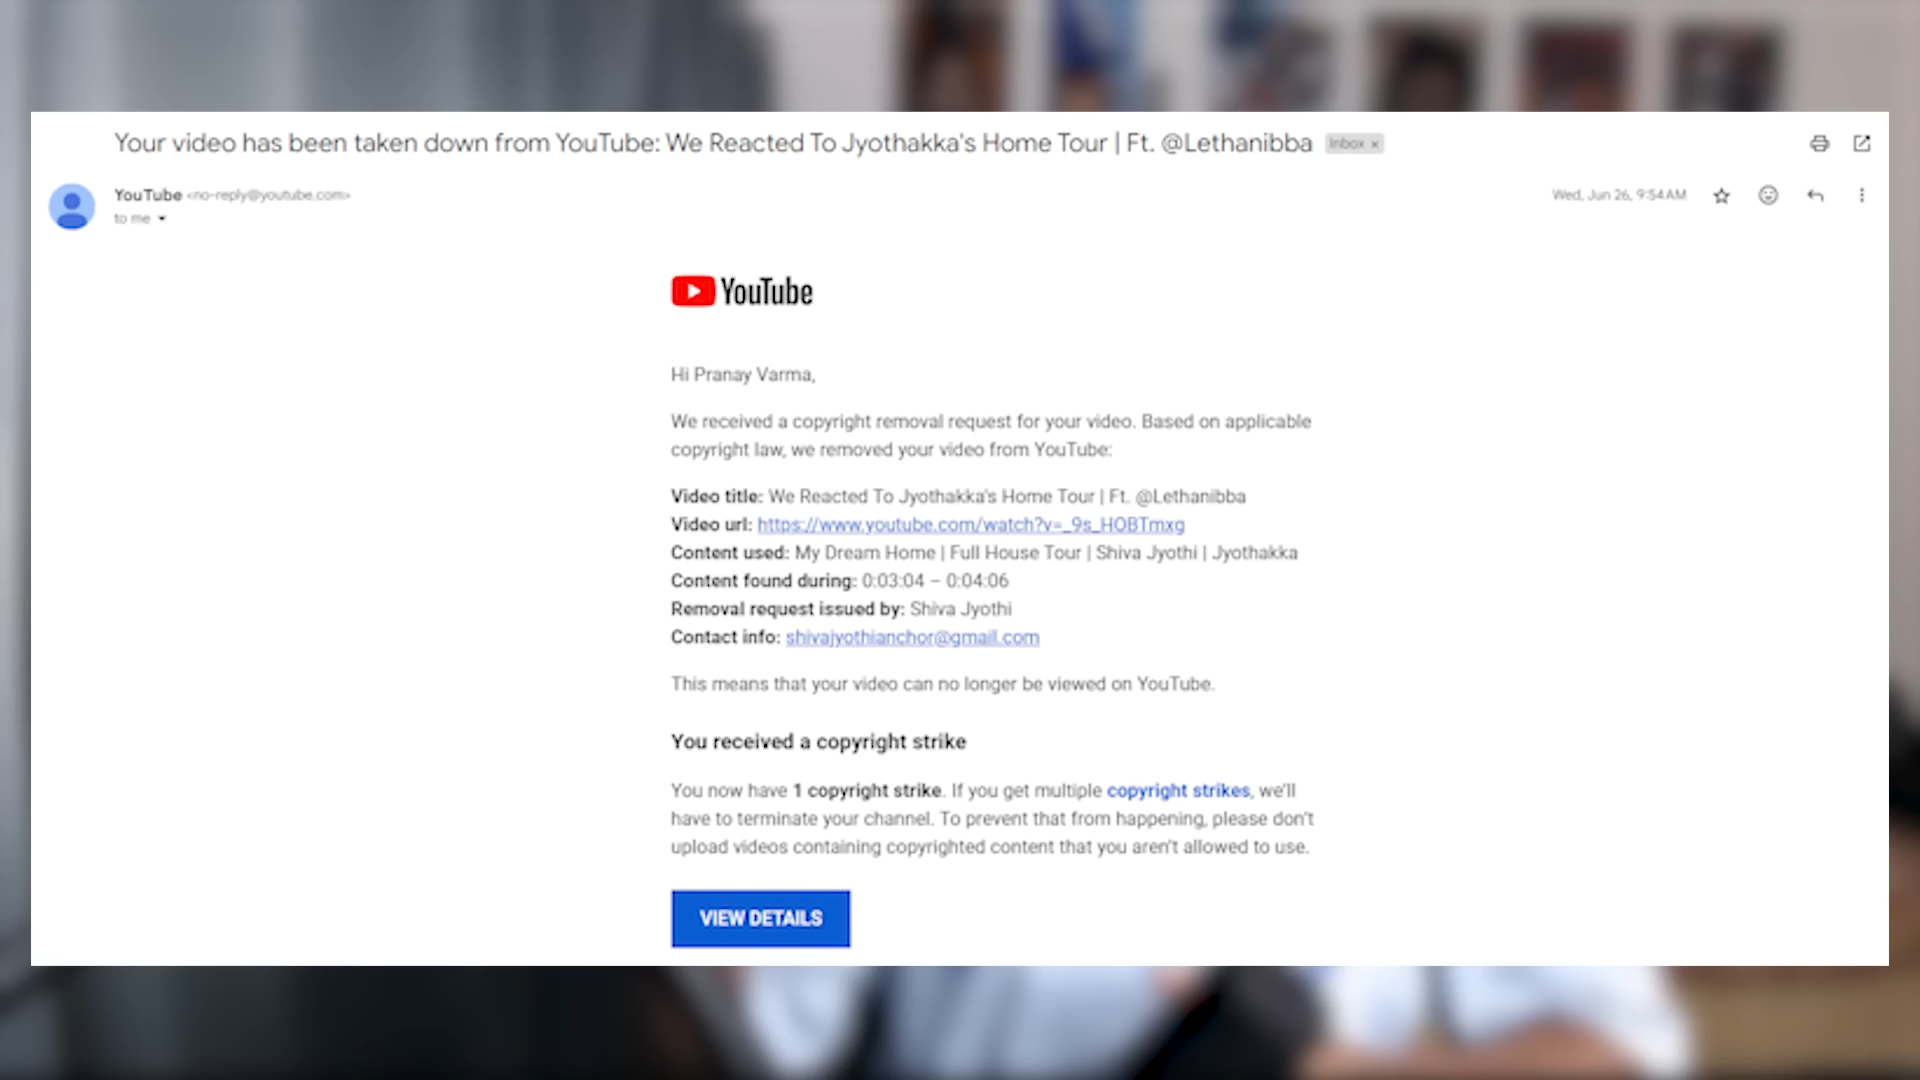 Your video has been taken down from YouTube: We Reacted To Jyothakka's Home Tour | Ft. @Lethanibba Inbox ×
YouTube <no-reply@youtube.com> Wed, Jun 26, 9:54 AM
to me
YouTube
Hi Pranay Varma,
We received a copyright removal request for your video. Based on applicable
copyright law, we removed your video from YouTube:
Video title: We Reacted To Jyothakka's Home Tour | Ft. @Lethanibba
Video url: https://www.youtube.com/watch?v=_9s_HOBTmxg
Content used: My Dream Home | Full House Tour | Shiva Jyothi | Jyothakka
Content found during: 0:03:04 – 0:04:06
Removal request issued by: Shiva Jyothi
Contact info: shivajyothianchor@gmail.com
This means that your video can no longer be viewed on YouTube.
You received a copyright strike
You now have 1 copyright strike. If you get multiple copyright strikes, we'll
have to terminate your channel. To prevent that from happening, please don't
upload videos containing copyrighted content that you aren't allowed to use.
VIEW DETAILS